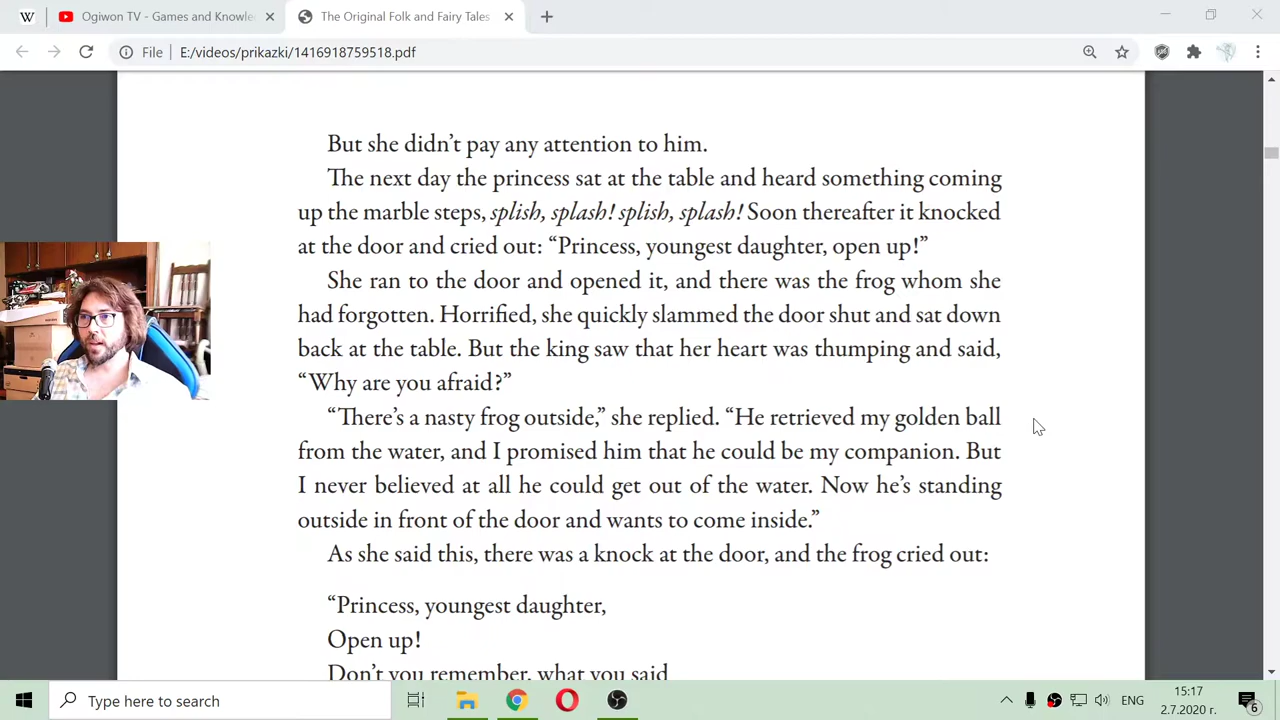 Ogiwon TV - Games and Knowle
The Original Folk and Fairy Tales
File
E:/videos/prikazki/1416918759518.pdf
But she didn’t pay any attention to him.
The next day the princess sat at the table and heard something coming
up the marble steps, splish, splash! splish, splash! Soon thereafter it knocked
at the door and cried out: “Princess, youngest daughter, open up!”
She ran to the door and opened it, and there was the frog whom she
had forgotten. Horrified, she quickly slammed the door shut and sat down
back at the table. But the king saw that her heart was thumping and said,
“Why are you afraid?”
“There’s a nasty frog outside,” she replied. “He retrieved my golden ball
from the water, and I promised him that he could be my companion. But
I never believed at all he could get out of the water. Now he’s standing
outside in front of the door and wants to come inside.”
As she said this, there was a knock at the door, and the frog cried out:
“Princess, youngest daughter,
Open up!
Don’t you remember, what you said
Type here to search
ЕНГ
15:17
2.7.2020 г.
6